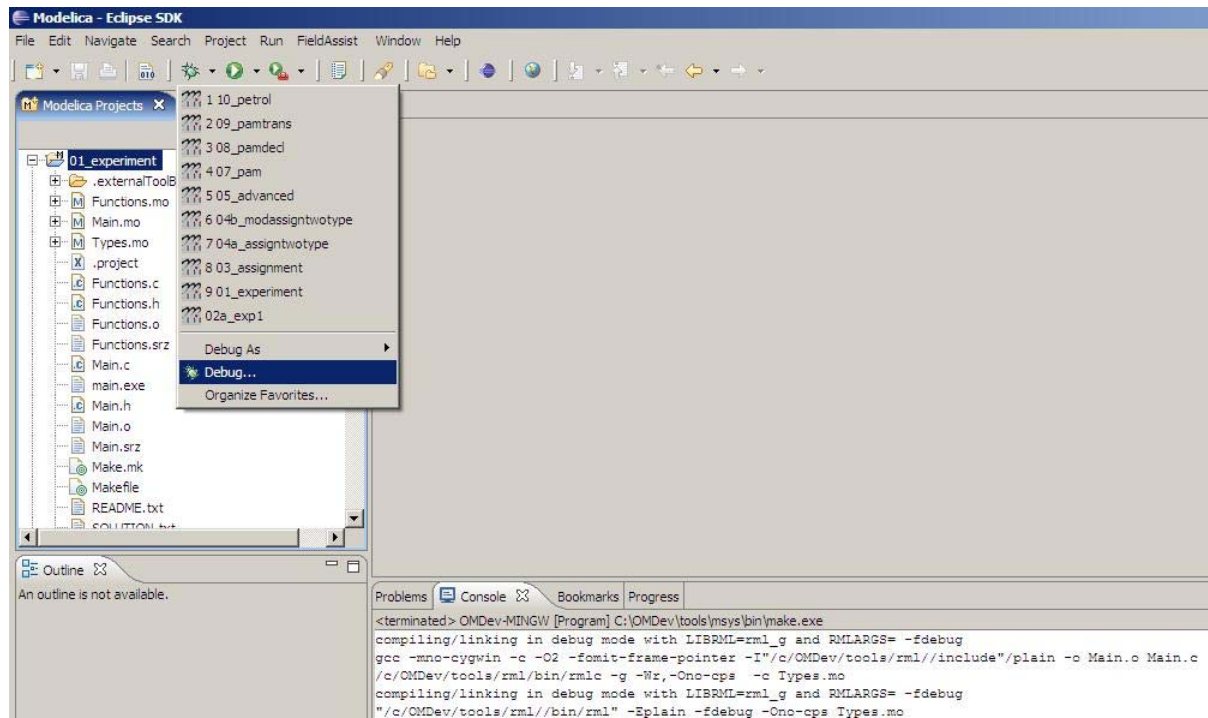 Modelica - Eclipse SDK
File Edit Navigate Search Project Run FieldAssist Window Help
Modelica Projects
01_experiment
.externalToolB
Functions.mo
Main.mo
Types.mo
.project
Functions.c
Functions.h
Functions.o
Functions.srz
Main.c
main.exe
Main.h
Main.o
Main.srz
Make.mk
Makefile
README.txt
SOLUTION.txt
1 10_petrol
2 09_pamtrans
3 08_pamdecl
4 07_pam
5 05_advanced
6 04b_modassigntwotype
7 04a_assigntwotype
8 03_assignment
9 01_experiment
02a_exp1
Debug As
Debug...
Organize Favorites...
Outline
An outline is not available.
Problems Console Bookmarks Progress
<terminated> OMDev-MINGW [Program] C:\OMDev\tools\msys\bin\make.exe
compiling/linking in debug mode with LIBRML=rml_g and RMLARGS= -fdebug
gcc -mno-cygwin -c -O2 -fomit-frame-pointer -I"/c/OMDev/tools/rml//include"/plain -o Main.o Main.c
/c/OMDev/tools/rml/bin/rmlc -g -Wr,-Ono-cps -c Types.mo
compiling/linking in debug mode with LIBRML=rml_g and RMLARGS= -fdebug
"/c/OMDev/tools/rml//bin/rml" -Eplain -fdebug -Ono-cps Types.mo